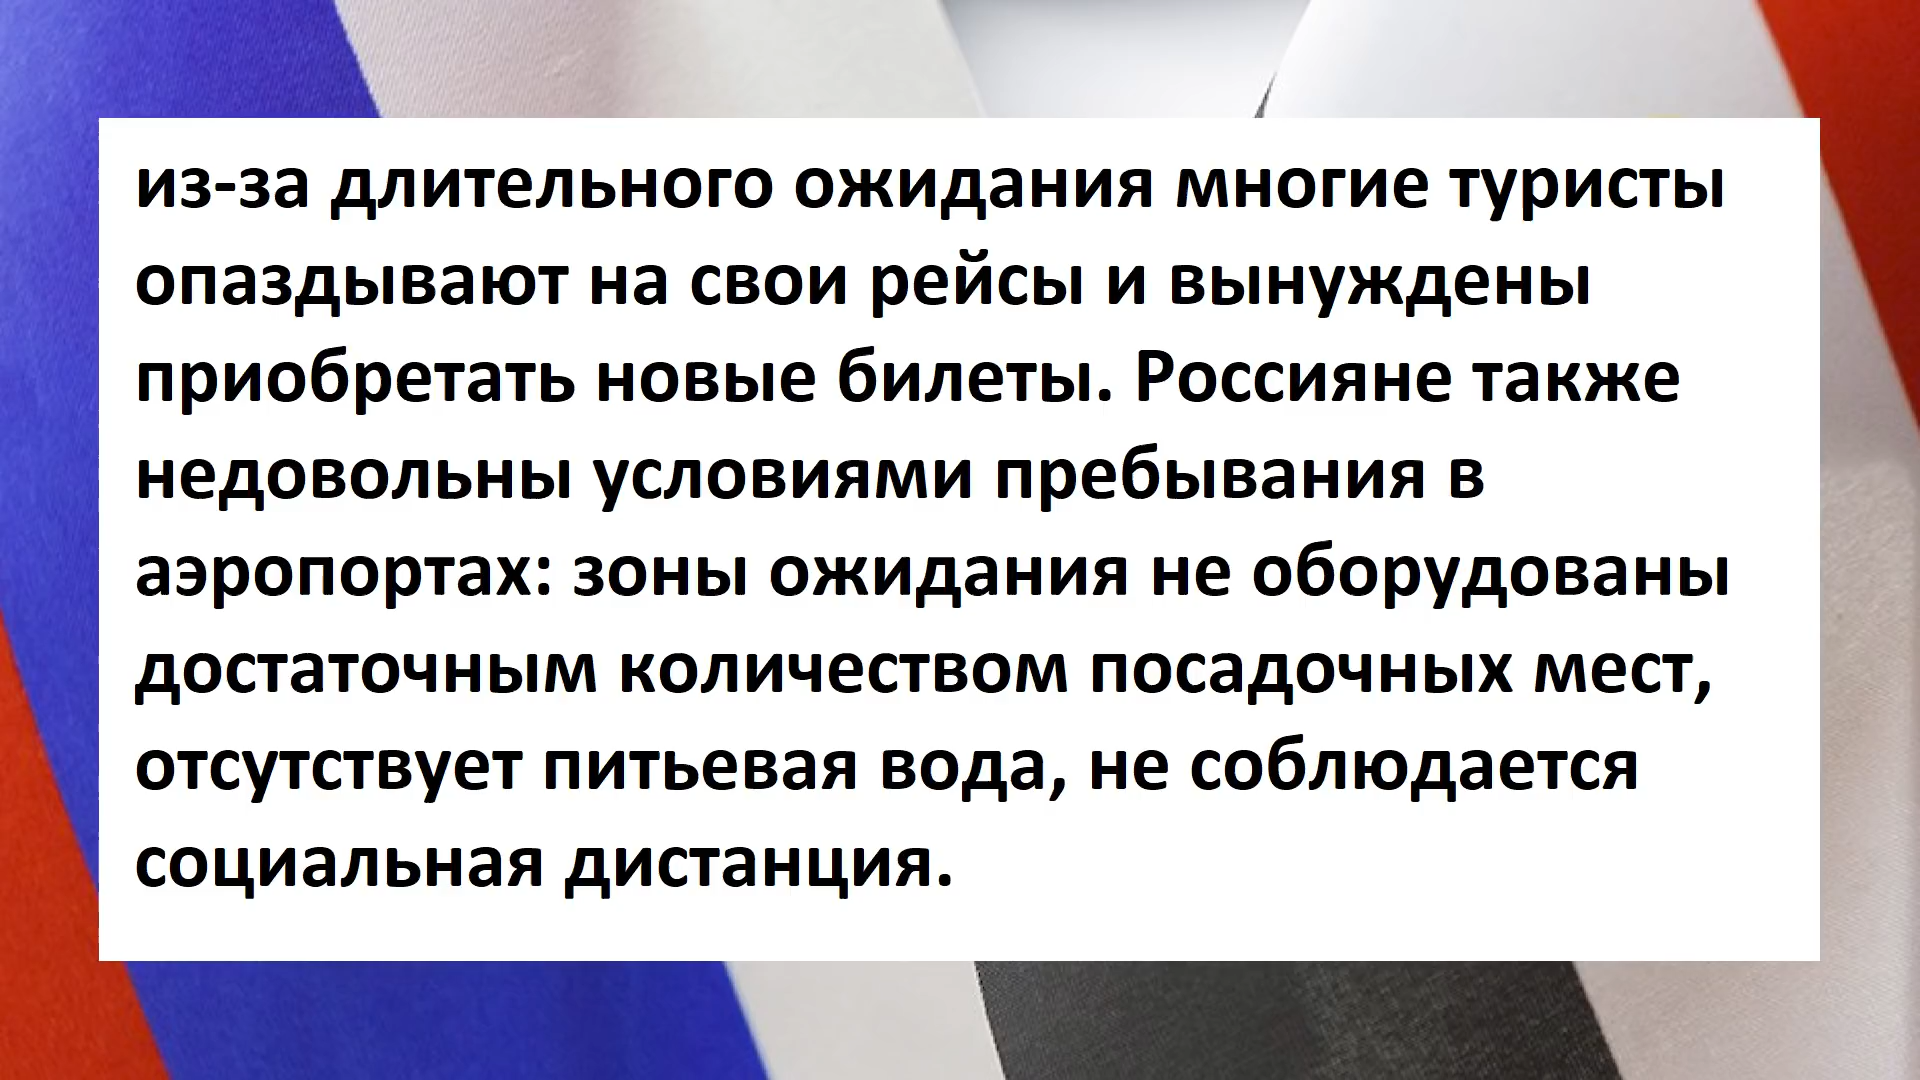 из-за длительного ожидания многие туристы
опаздывают на свои рейсы и вынуждены
приобретать новые билеты. Россияне также
недовольны условиями пребывания в
аэропортах: зоны ожидания не оборудованы
достаточным количеством посадочных мест,
отсутствует питьевая вода, не соблюдается
социальная дистанция.